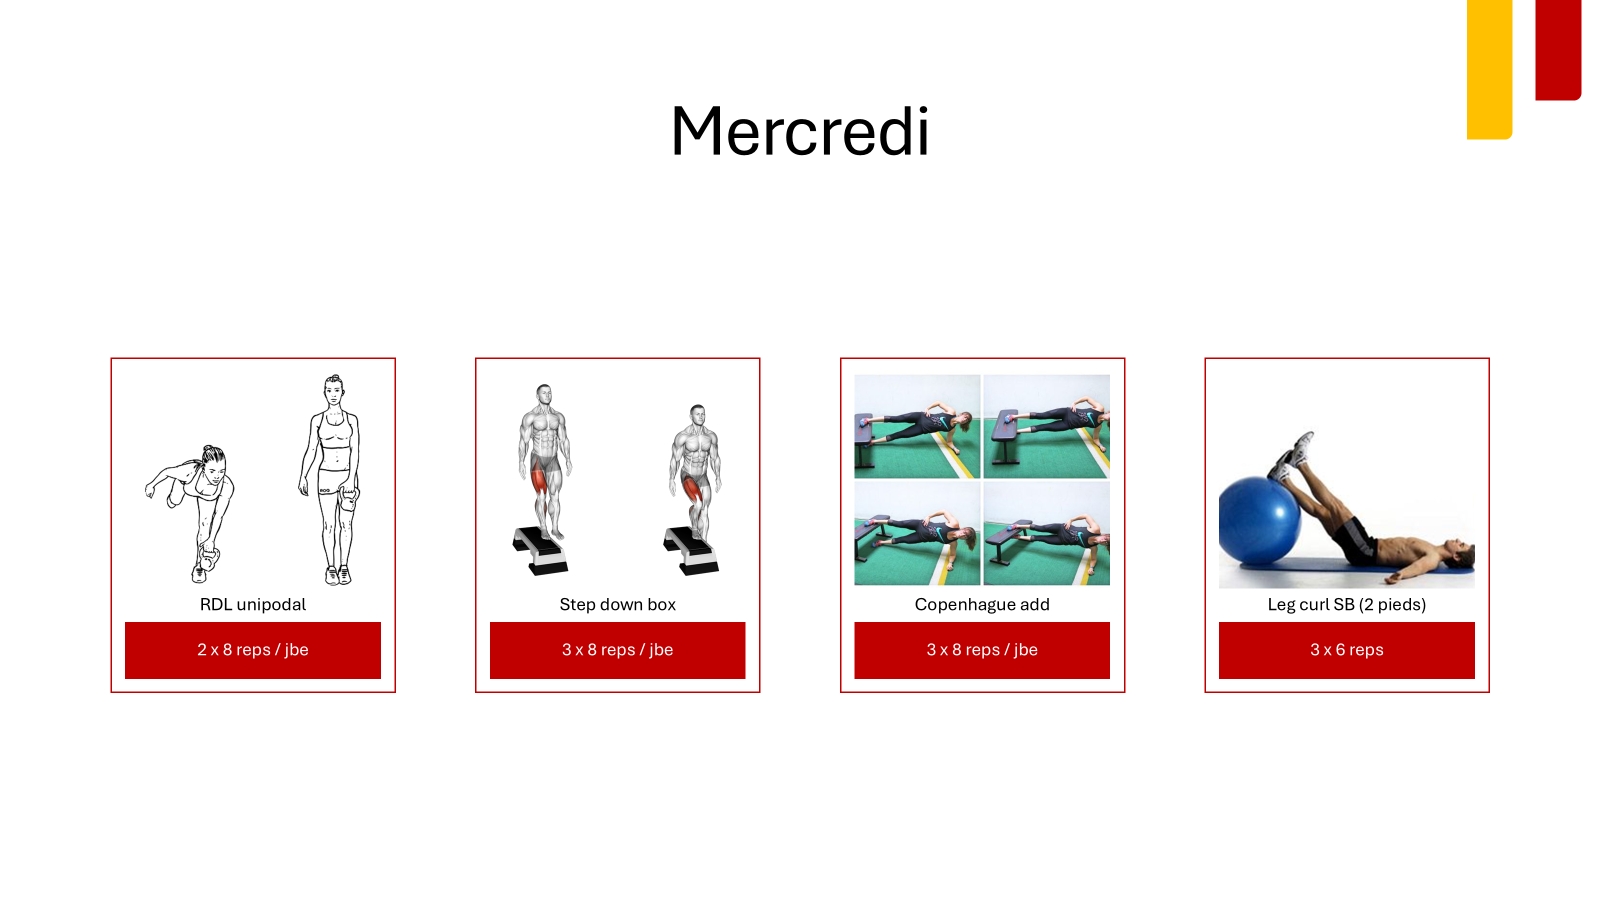 Mercredi
RDL unipodal
2 x 8 reps / jbe
Step down box
3 x 8 reps / jbe
Copenhague add
3 x 8 reps / jbe
Leg curl SB (2 pieds)
3 x 6 reps